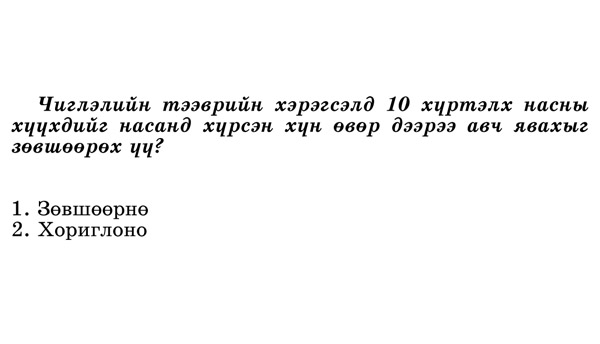 Чиглэлийн тээврийн хэрэгсэлд 10 хүртэлх насны
хүүхдийг насанд хүрсэн хүн өвөр дээрээ авч явахыг
зөвшөөрөх үү?
1. Зөвшөөрнө
2. Хориглоно